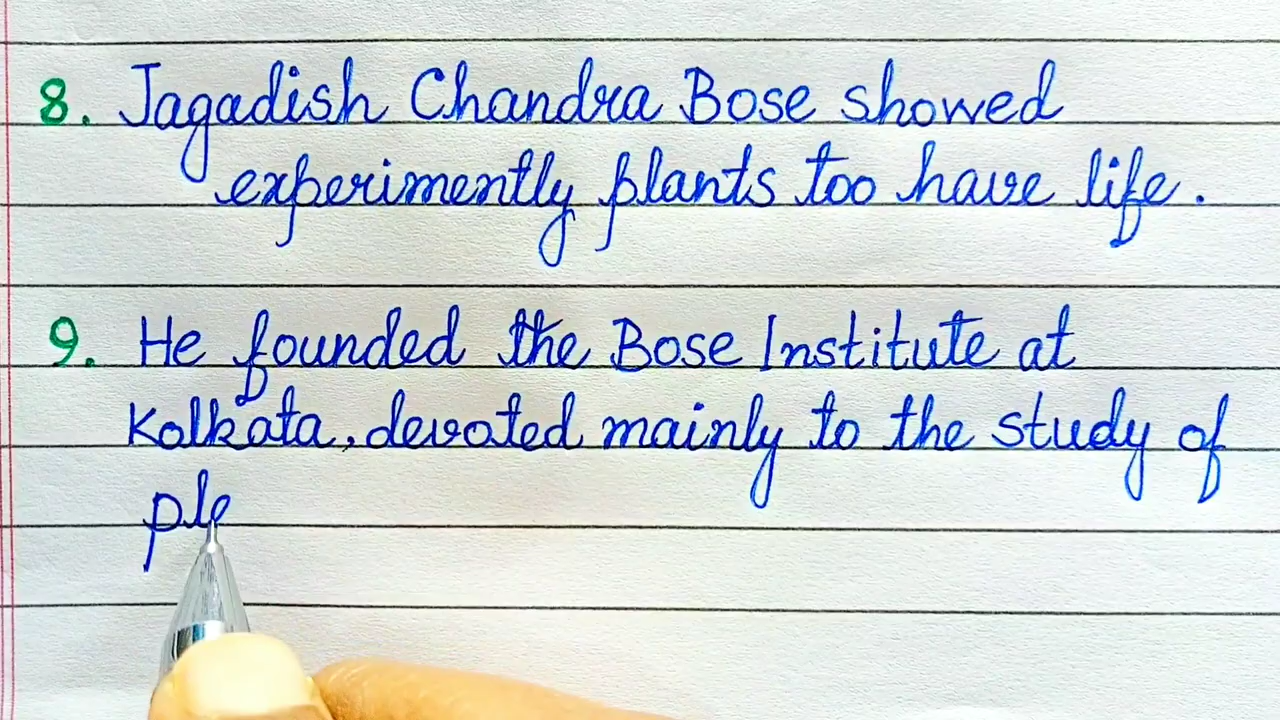 8. Jagadish Chandra Bose showed
experimently plants too have life.
9. He founded the Bose Institute at
Kolkata, devoted mainly to the study of
pl